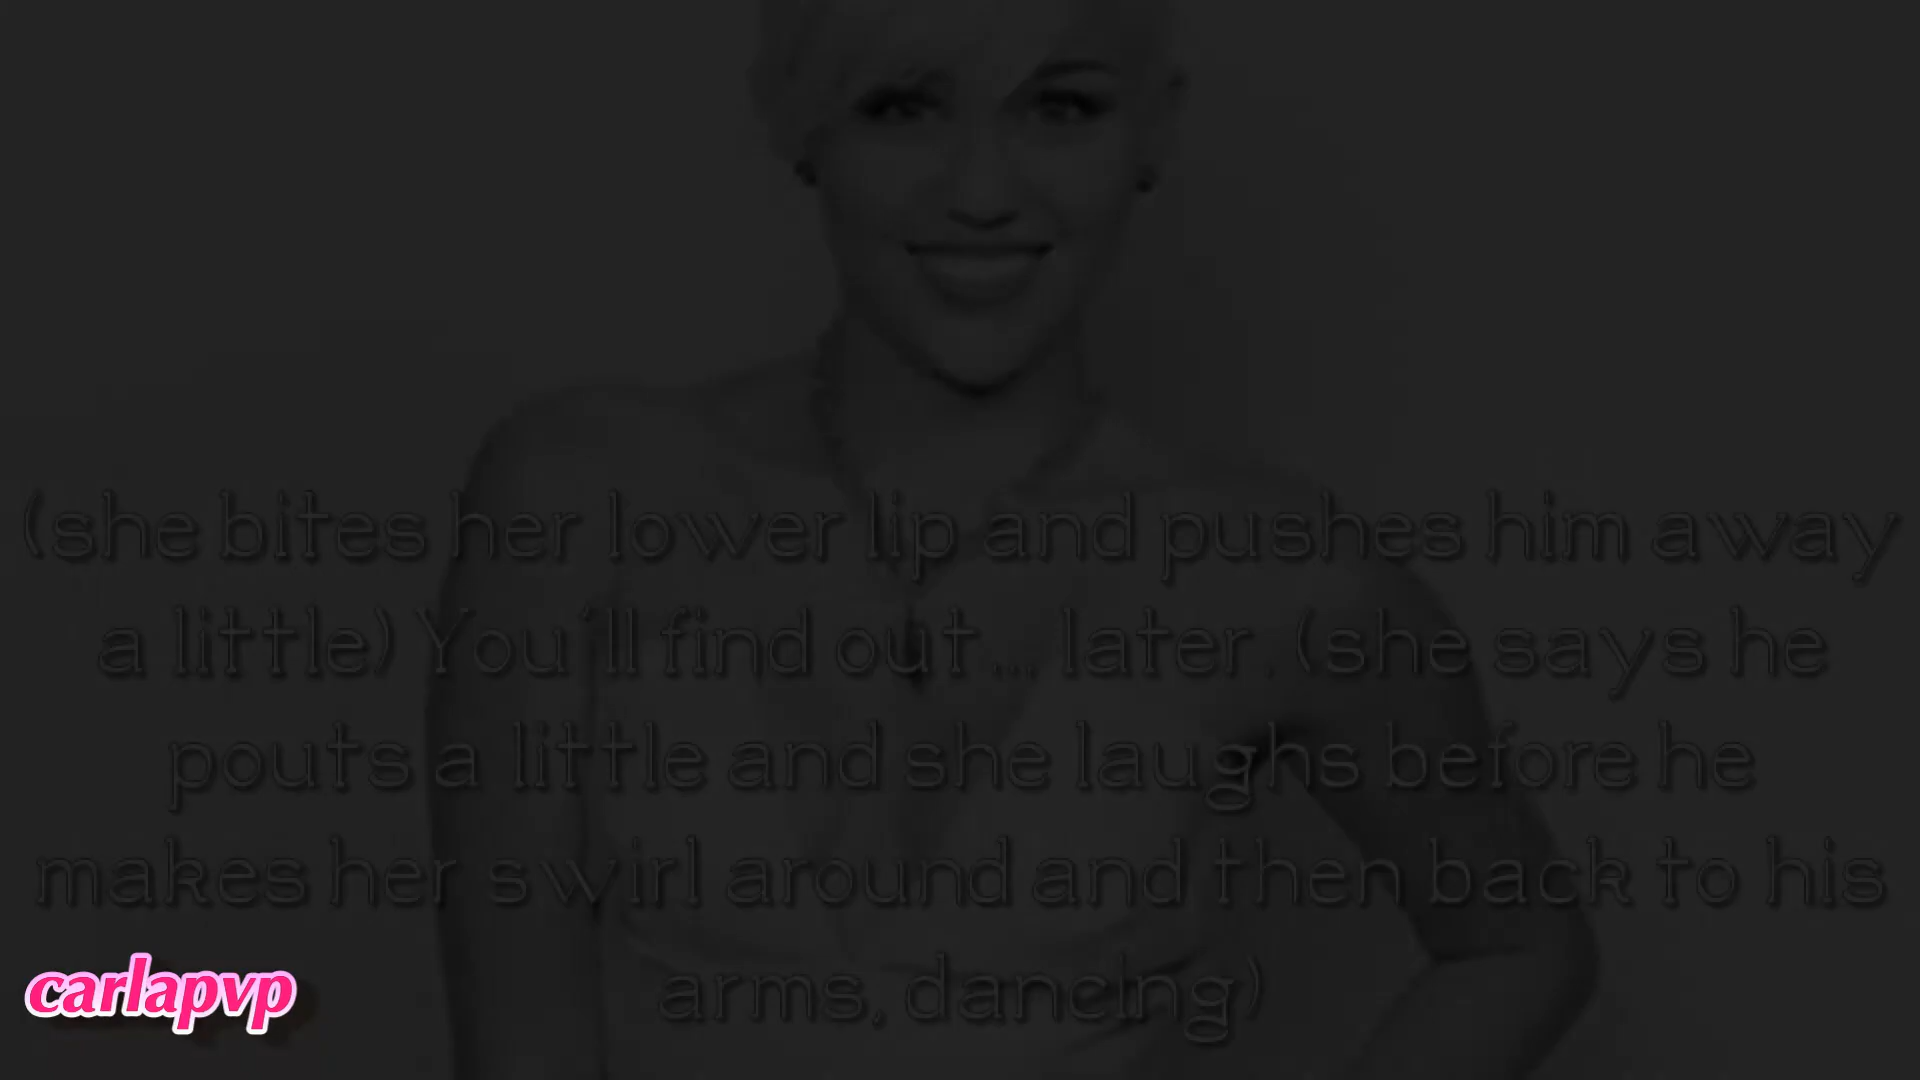 (she bites her lower lip and pushes him away
a little) You'll find out... later. (she says he
pouts a little and she laughs before he
makes her swirl around and then back to his
arms, dancing)
carlapvp